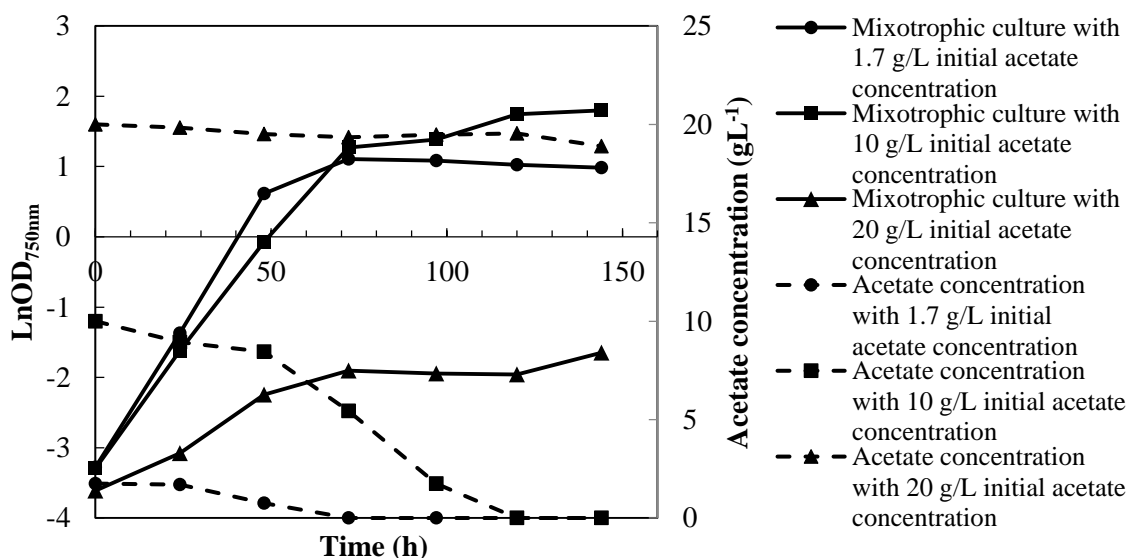 3
2
1
0
-1
-2
-3
-4
LnOD750nm
0
50
100
150
Time (h)
25
20
15
10
5
0
Acetate concentration (gL-1)
Mixotrophic culture with
1.7 g/L initial acetate
concentration
Mixotrophic culture with
10 g/L initial acetate
concentration
Mixotrophic culture with
20 g/L initial acetate
concentration
Acetate concentration
with 1.7 g/L initial
acetate concentration
Acetate concentration
with 10 g/L initial acetate
concentration
Acetate concentration
with 20 g/L initial acetate
concentration